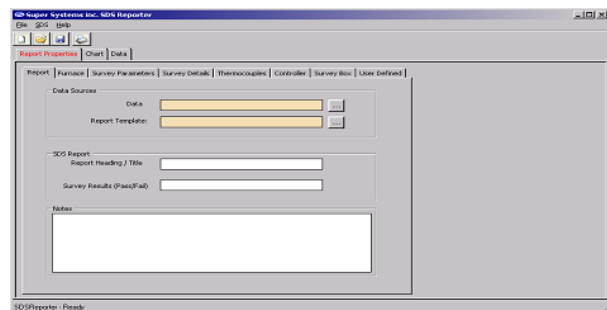 Super Systems inc. SDS Reporter
File SDS Help
Report Properties Chart Data
Report Furnace Survey Parameters Survey Details Thermocouples Controller Survey Box User Defined
Data Sources
Data
...
Report Template:
...
SDS Report
Report Heading / Title
Survey Results (Pass/Fail)
Notes
SDSReporter - Ready